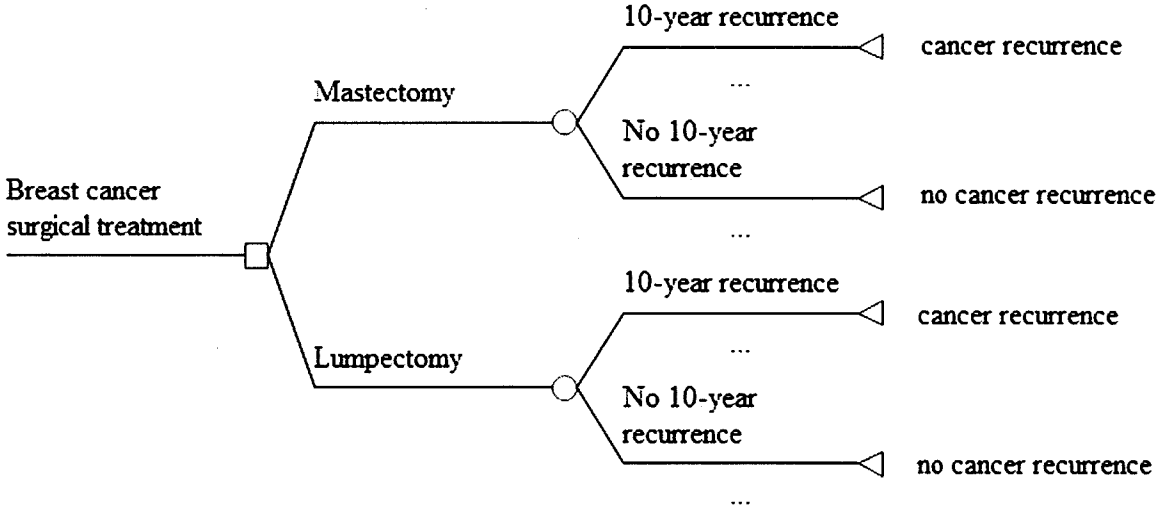 10-year recurrence
cancer recurrence
...
Mastectomy
No 10-year
recurrence
no cancer recurrence
...
Breast cancer
surgical treatment
10-year recurrence
cancer recurrence
...
Lumpectomy
No 10-year
recurrence
no cancer recurrence
...